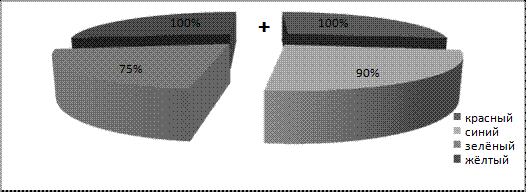 100% + 100%
75% 90%
красный
синий
зелёный
жёлтый